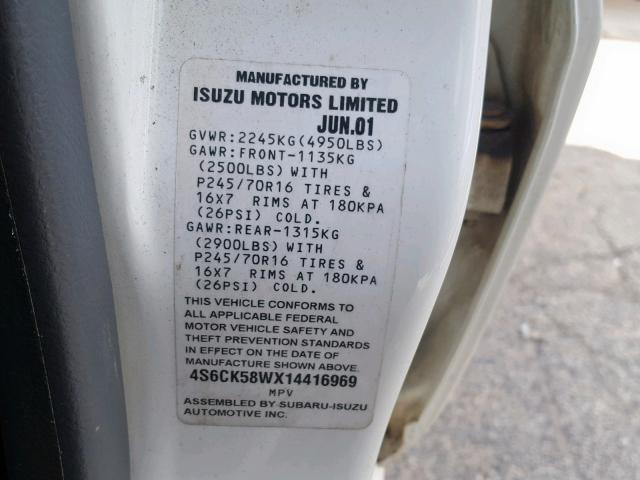 MANUFACTURED BY
ISUZU MOTORS LIMITED
JUN.01
GVWR:2245KG(4950LBS)
GAWR:FRONT-1135KG
(2500LBS) WITH
P245/70R16 TIRES &
16X7 RIMS AT 180KPA
(26PSI) COLD.
GAWR:REAR-1315KG
(2900LBS) WITH
P245/70R16 TIRES &
16X7 RIMS AT 180KPA
(26PSI) COLD.
THIS VEHICLE CONFORMS TO
ALL APPLICABLE FEDERAL
MOTOR VEHICLE SAFETY AND
THEFT PREVENTION STANDARDS
IN EFFECT ON THE DATE OF
MANUFACTURE SHOWN ABOVE.
4S6CK58WX14416969
MPV
ASSEMBLED BY SUBARU-ISUZU
AUTOMOTIVE INC.